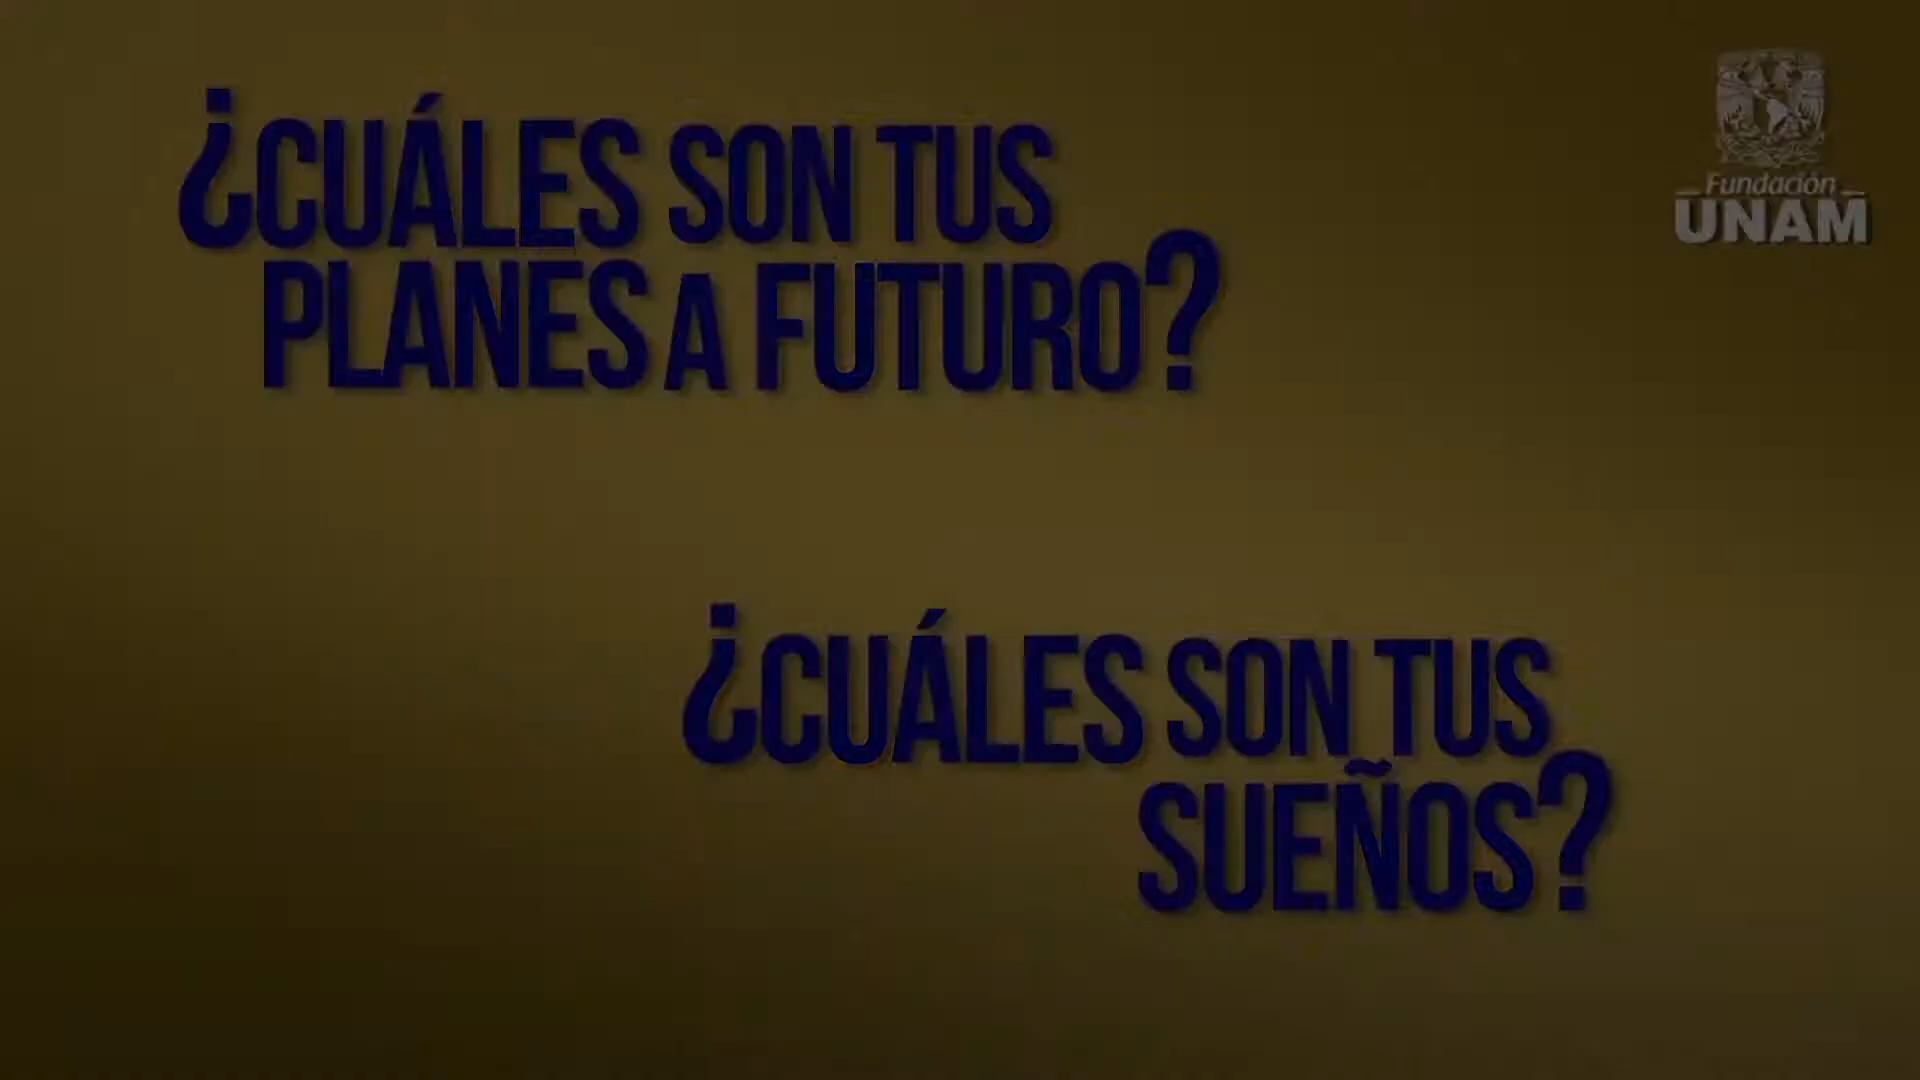 ¿CUÁLES SON TUS
PLANES A FUTURO?
Fundación
UNAM
¿CUÁLES SON TUS
SUEÑOS?